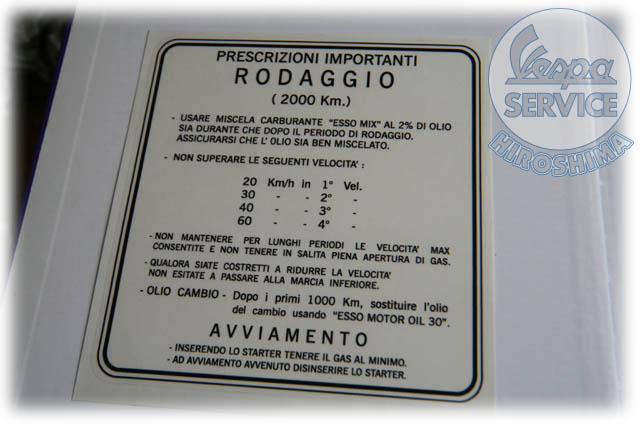 PRESCRIZIONI IMPORTANTI
RODAGGIO
(2000 Km.)
- USARE MISCELA CARBURANTE "ESSO MIX" AL 2% DI OLIO
SIA DURANTE CHE DOPO IL PERIODO DI RODAGGIO.
ASSICURARSI CHE L' OLIO SIA BEN MISCELATO.
- NON SUPERARE LE SEGUENTI VELOCITA' :
20 Km/h in 1° Vel.
30 - - 2° -
40 - - 3° -
60 - - 4° -
- NON MANTENERE PER LUNGHI PERIODI LE VELOCITA' MAX
CONSENTITE E NON TENERE IN SALITA PIENA APERTURA DI GAS.
- QUALORA SIATE COSTRETTI A RIDURRE LA VELOCITA'
NON ESITATE A PASSARE ALLA MARCIA INFERIORE.
- OLIO CAMBIO - Dopo i primi 1000 Km, sostituire l'olio
del cambio usando "ESSO MOTOR OIL 30".
AVVIAMENTO
- INSERENDO LO STARTER TENERE IL GAS AL MINIMO.
- AD AVVIAMENTO AVVENUTO DISINSERIRE LO STARTER.
Vespa
SERVICE
HIROSHIMA